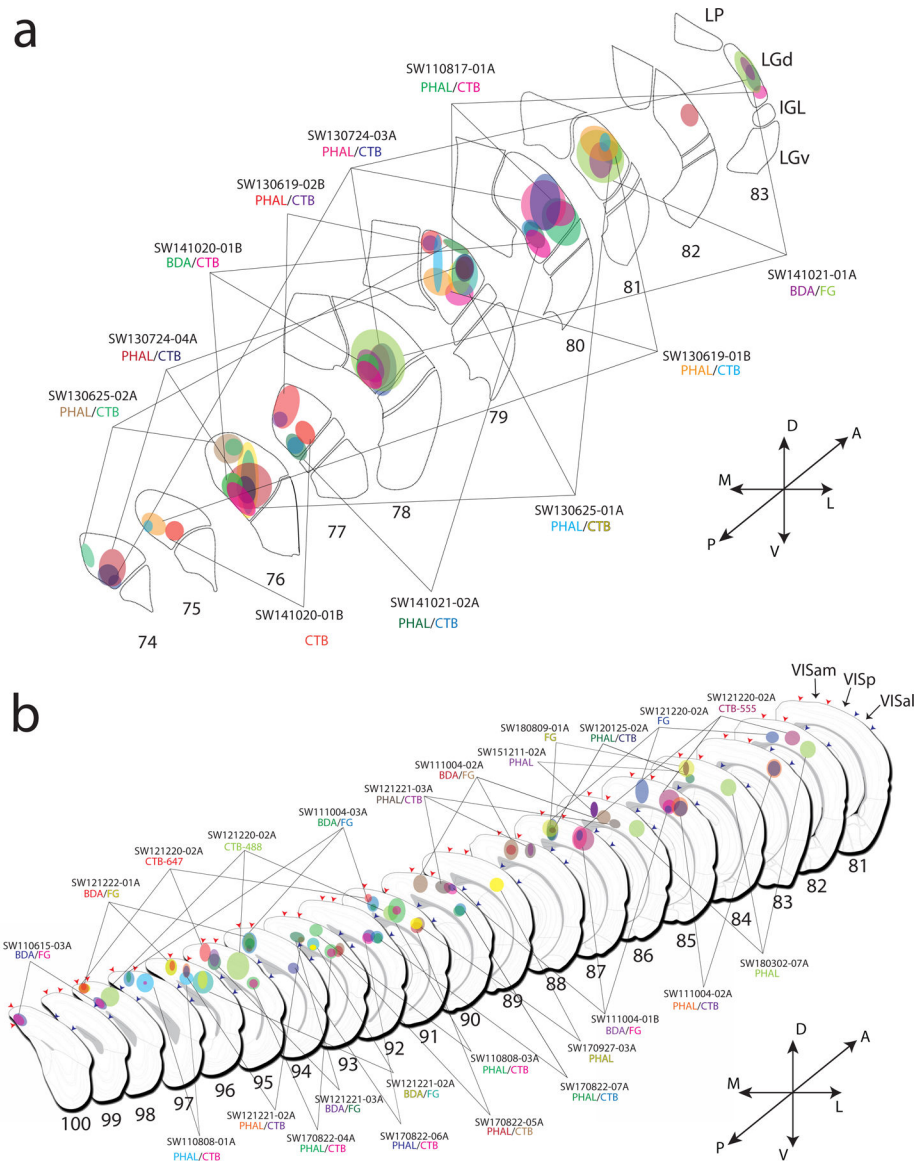 a
LP
LGd
IGL
LGv
83
SW110817-01A
PHAL/CTB
SW130724-03A
PHAL/CTB
SW130619-02B
PHAL/CTB
SW141020-01B
BDA/CTB
SW130724-04A
PHAL/CTB
SW130625-02A
PHAL/CTB
82
81
80
79
78
77
76
75
74
SW141021-01A
BDA/FG
SW130619-01B
PHAL/CTB
SW130625-01A
PHAL/CTB
SW141021-02A
PHAL/CTB
SW141020-01B
CTB
D
A
M
L
P
V
b
VISam
VISp
VISal
SW121220-02A
CTB-555
SW121220-02A
FG
SW180809-01A
FG
SW120125-02A
PHAL/CTB
SW151211-02A
PHAL
SW111004-02A
BDA/FG
SW121221-03A
PHAL/CTB
SW111004-03A
BDA/FG
SW121220-02A
CTB-488
SW121220-02A
CTB-647
SW121222-01A
BDA/FG
SW110615-03A
BDA/FG
81
82
83
84
85
86
87
88
89
90
91
92
93
94
95
96
97
98
99
100
SW180302-07A
PHAL
SW111004-02A
PHAL/CTB
SW111004-01B
BDA/FG
SW170927-03A
PHAL
SW170822-07A
PHAL/CTB
SW110808-03A
PHAL/CTB
SW170822-05A
PHAL/CTB
SW121221-02A
BDA/FG
SW170822-06A
PHAL/CTB
SW121221-03A
BDA/FG
SW170822-04A
PHAL/CTB
SW121221-02A
PHAL/CTB
SW110808-01A
PHAL/CTB
D
A
M
L
P
V